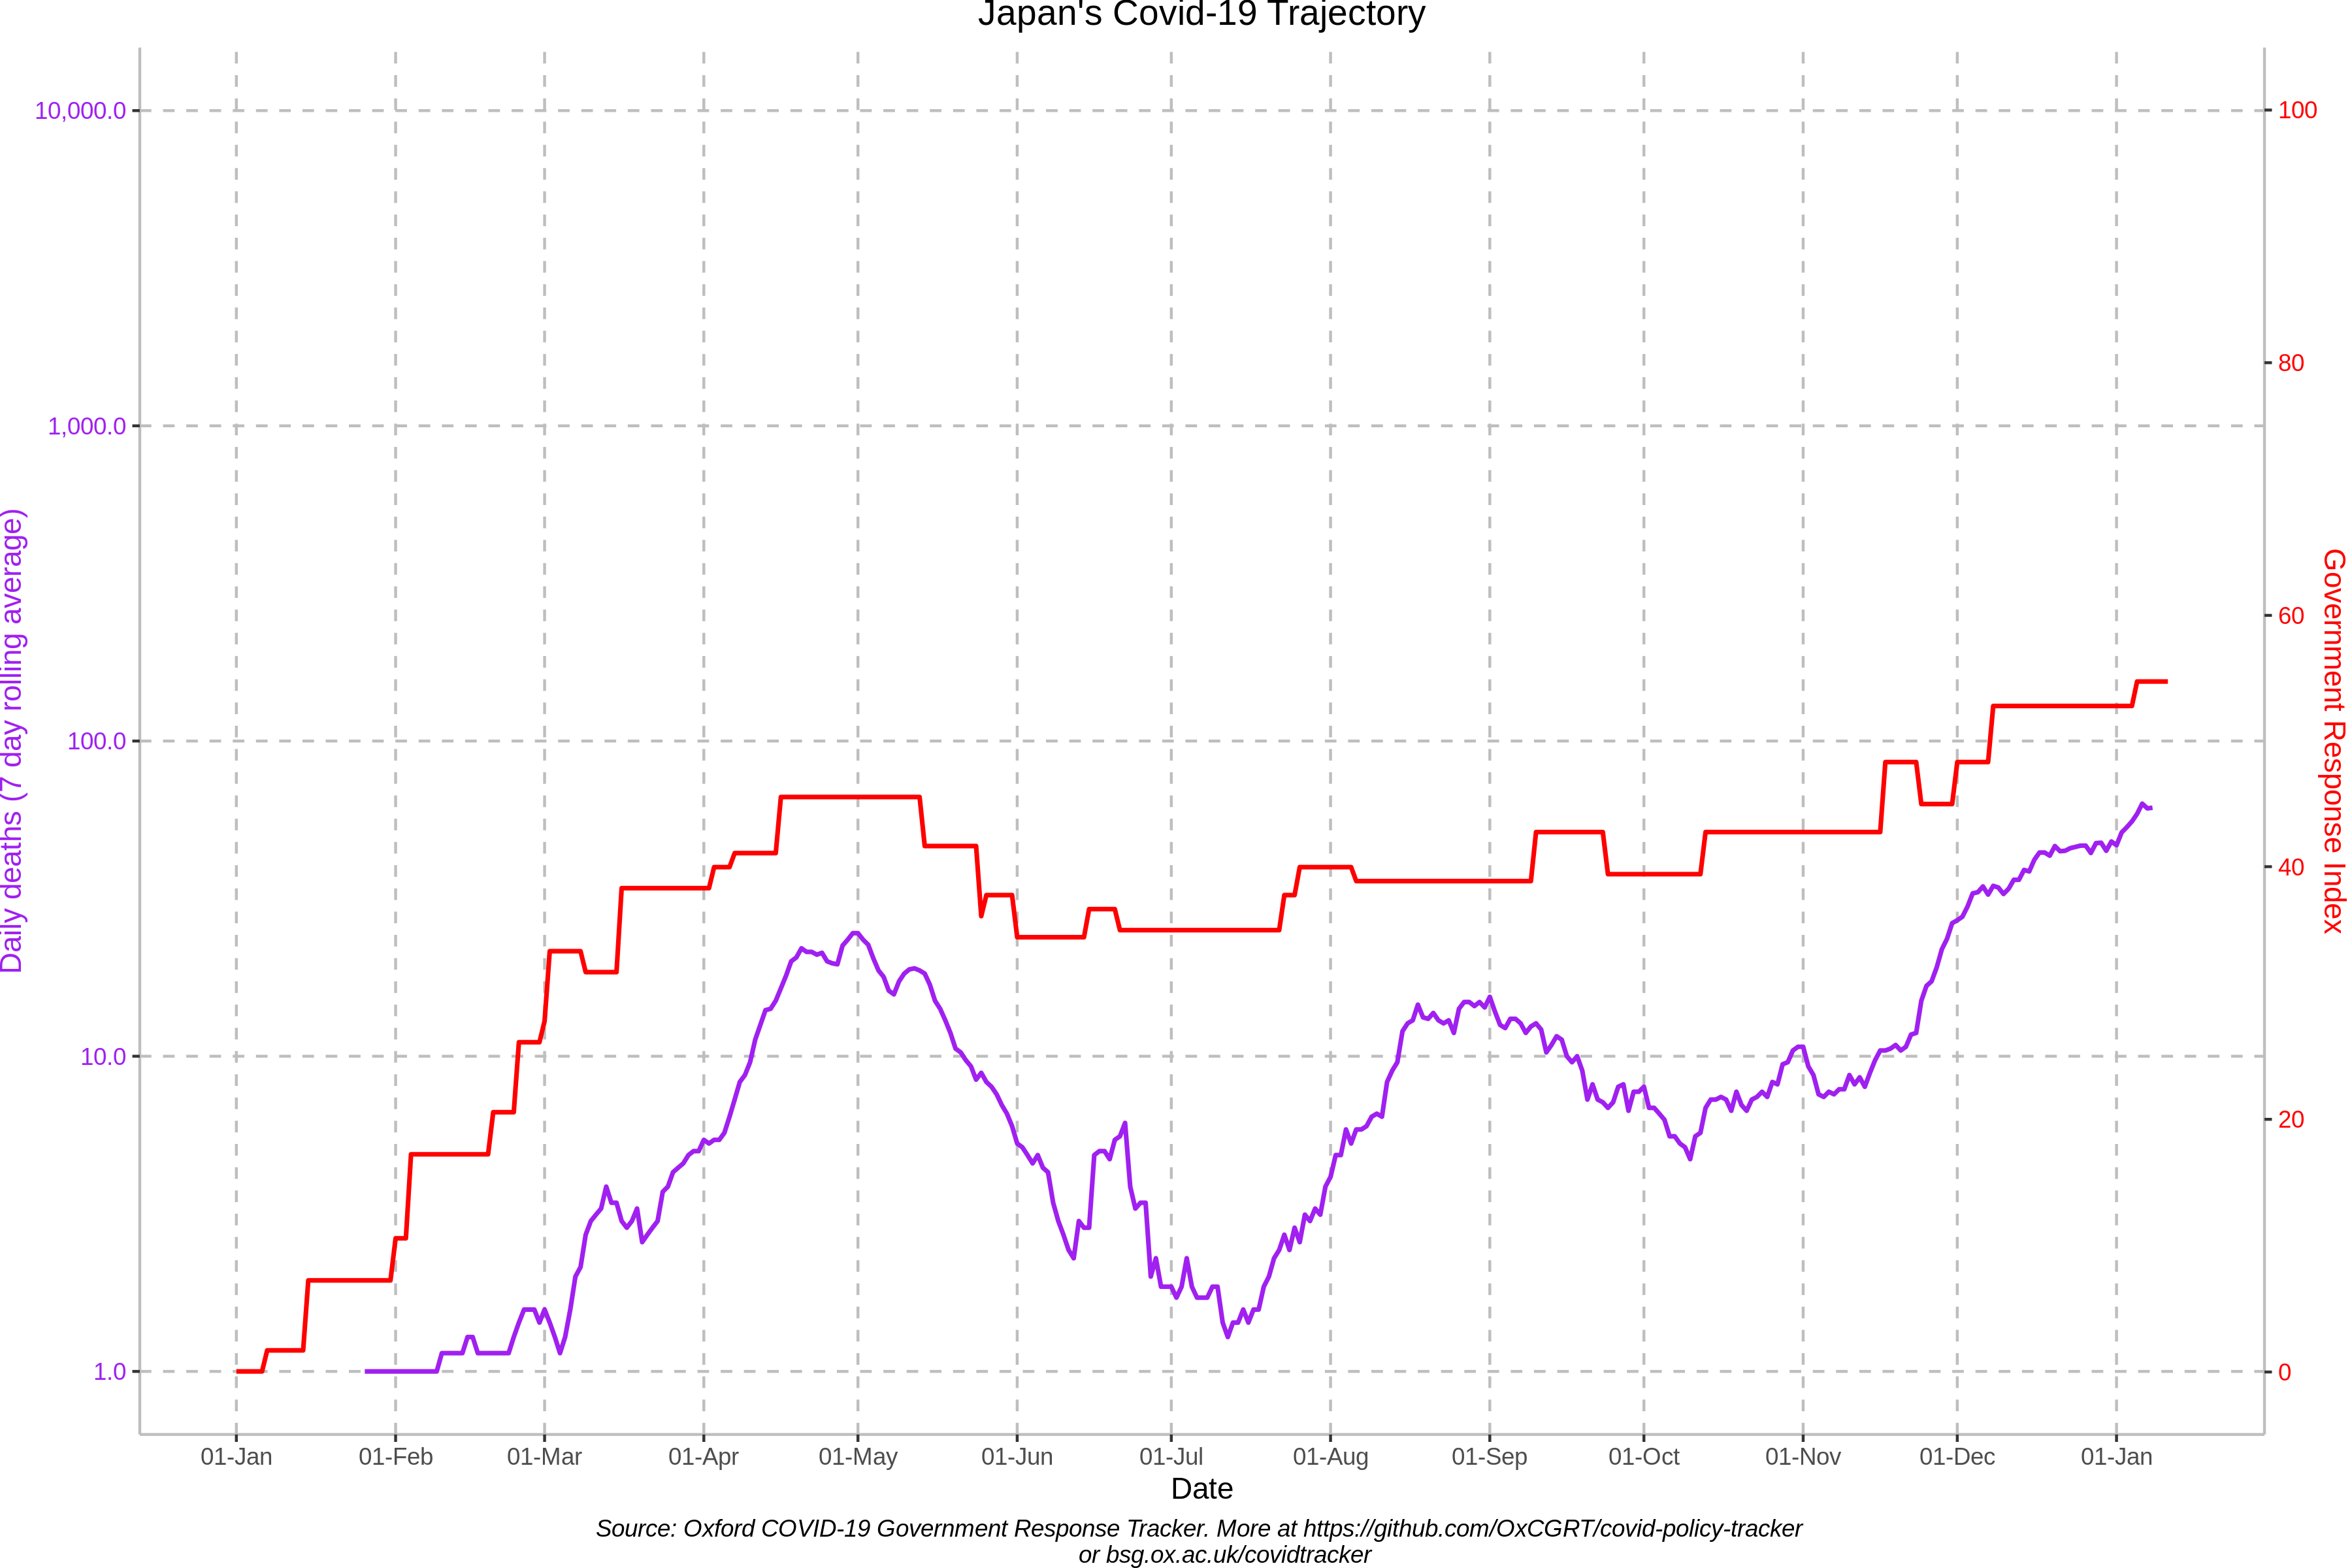 Japan's Covid-19 Trajectory
10,000.0
1,000.0
100.0
10.0
1.0
Daily deaths (7 day rolling average)
100
80
60
40
20
0
Government Response Index
01-Jan 01-Feb 01-Mar 01-Apr 01-May 01-Jun 01-Jul 01-Aug 01-Sep 01-Oct 01-Nov 01-Dec 01-Jan
Date
Source: Oxford COVID-19 Government Response Tracker. More at https://github.com/OxCGRT/covid-policy-tracker
or bsg.ox.ac.uk/covidtracker